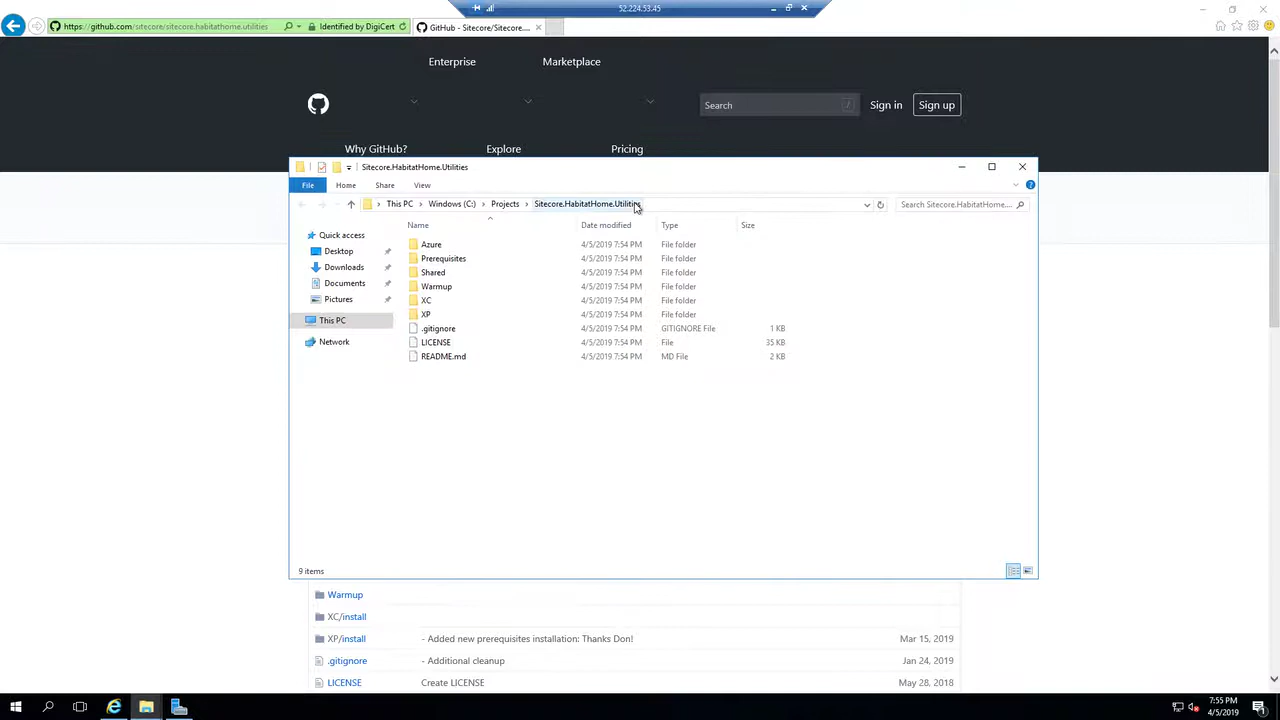 52.224.53.45
https://github.com/sitecore/sitecore.habitathome.utilities
Identified by DigiCert
GitHub - Sitecore/Sitecore....
Enterprise
Marketplace
Search
/
Sign in
Sign up
Why GitHub?
Explore
Pricing
Sitecore.HabitatHome.Utilities
File
Home
Share
View
This PC
Windows (C:)
Projects
Sitecore.HabitatHome.Utilities
Search Sitecore.HabitatHome....
Name
Date modified
Type
Size
Quick access
Desktop
Downloads
Documents
Pictures
This PC
Network
Azure 4/5/2019 7:54 PM File folder
Prerequisites 4/5/2019 7:54 PM File folder
Shared 4/5/2019 7:54 PM File folder
Warmup 4/5/2019 7:54 PM File folder
XC 4/5/2019 7:54 PM File folder
XP 4/5/2019 7:54 PM File folder
.gitignore 4/5/2019 7:54 PM GITIGNORE File 1 KB
LICENSE 4/5/2019 7:54 PM File 35 KB
README.md 4/5/2019 7:54 PM MD File 2 KB
9 items
Warmup
XC/install
XP/install - Added new prerequisites installation: Thanks Don! Mar 15, 2019
.gitignore - Additional cleanup Jan 24, 2019
LICENSE Create LICENSE May 28, 2018
7:55 PM
4/5/2019